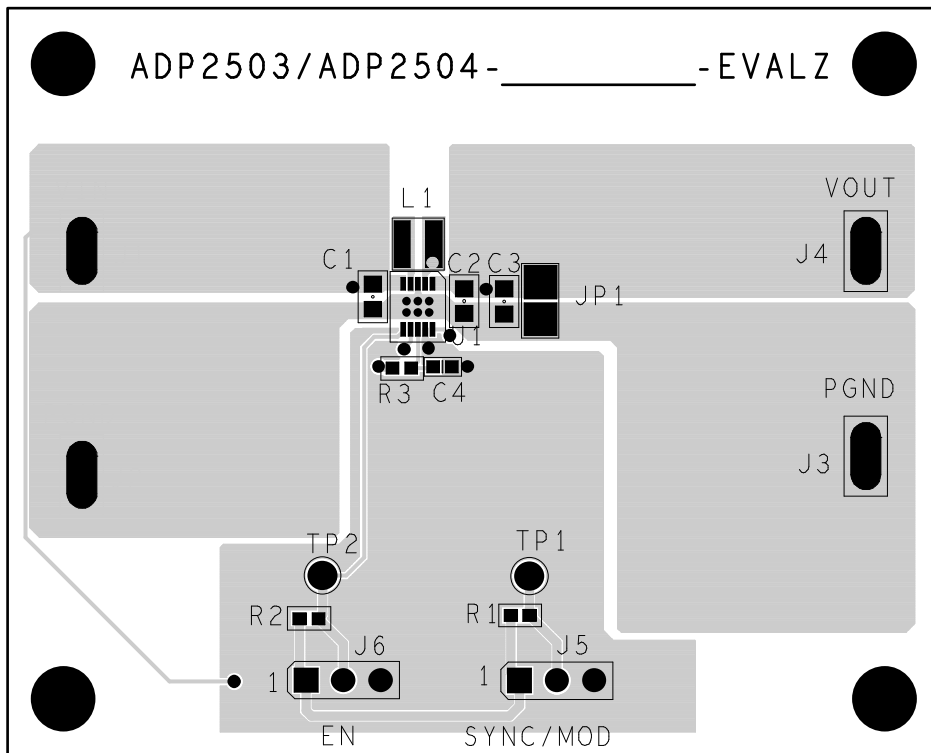 ADP2503/ADP2504-__________-EVALZ
VOUT
L1
J4
C1
C2
C3
JP1
J1
R3
C4
PGND
J3
TP2
TP1
R2
R1
J6
J5
1
1
EN
SYNC/MOD